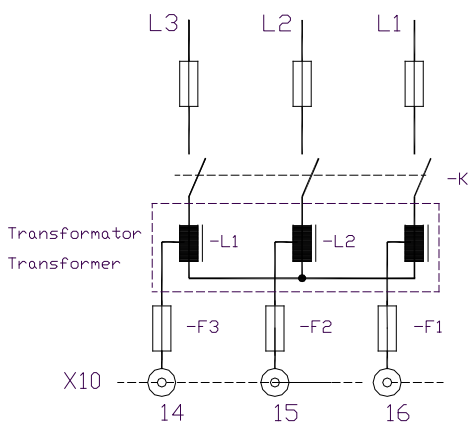 L3 L2 L1
-K
Transformator -L1 -L2
Transformer
-F3 -F2 -F1
X10
14 15 16